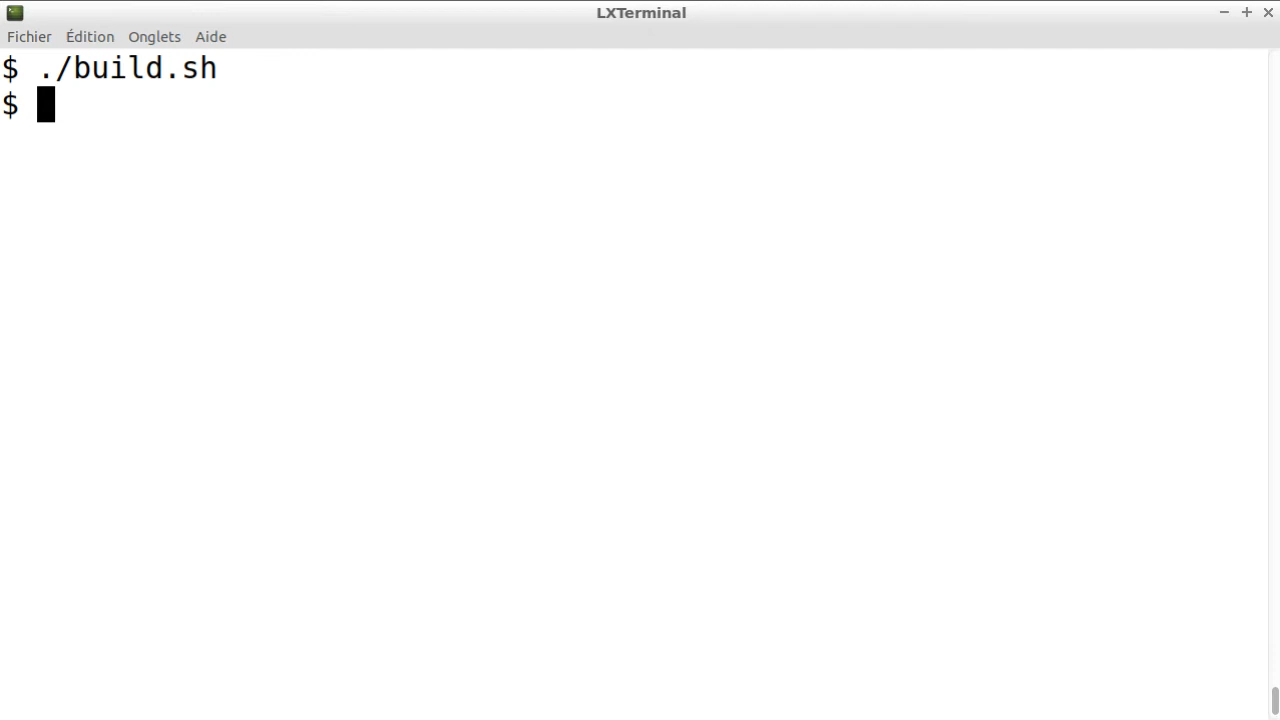 LXTerminal
Fichier Édition Onglets Aide
$ ./build.sh
$